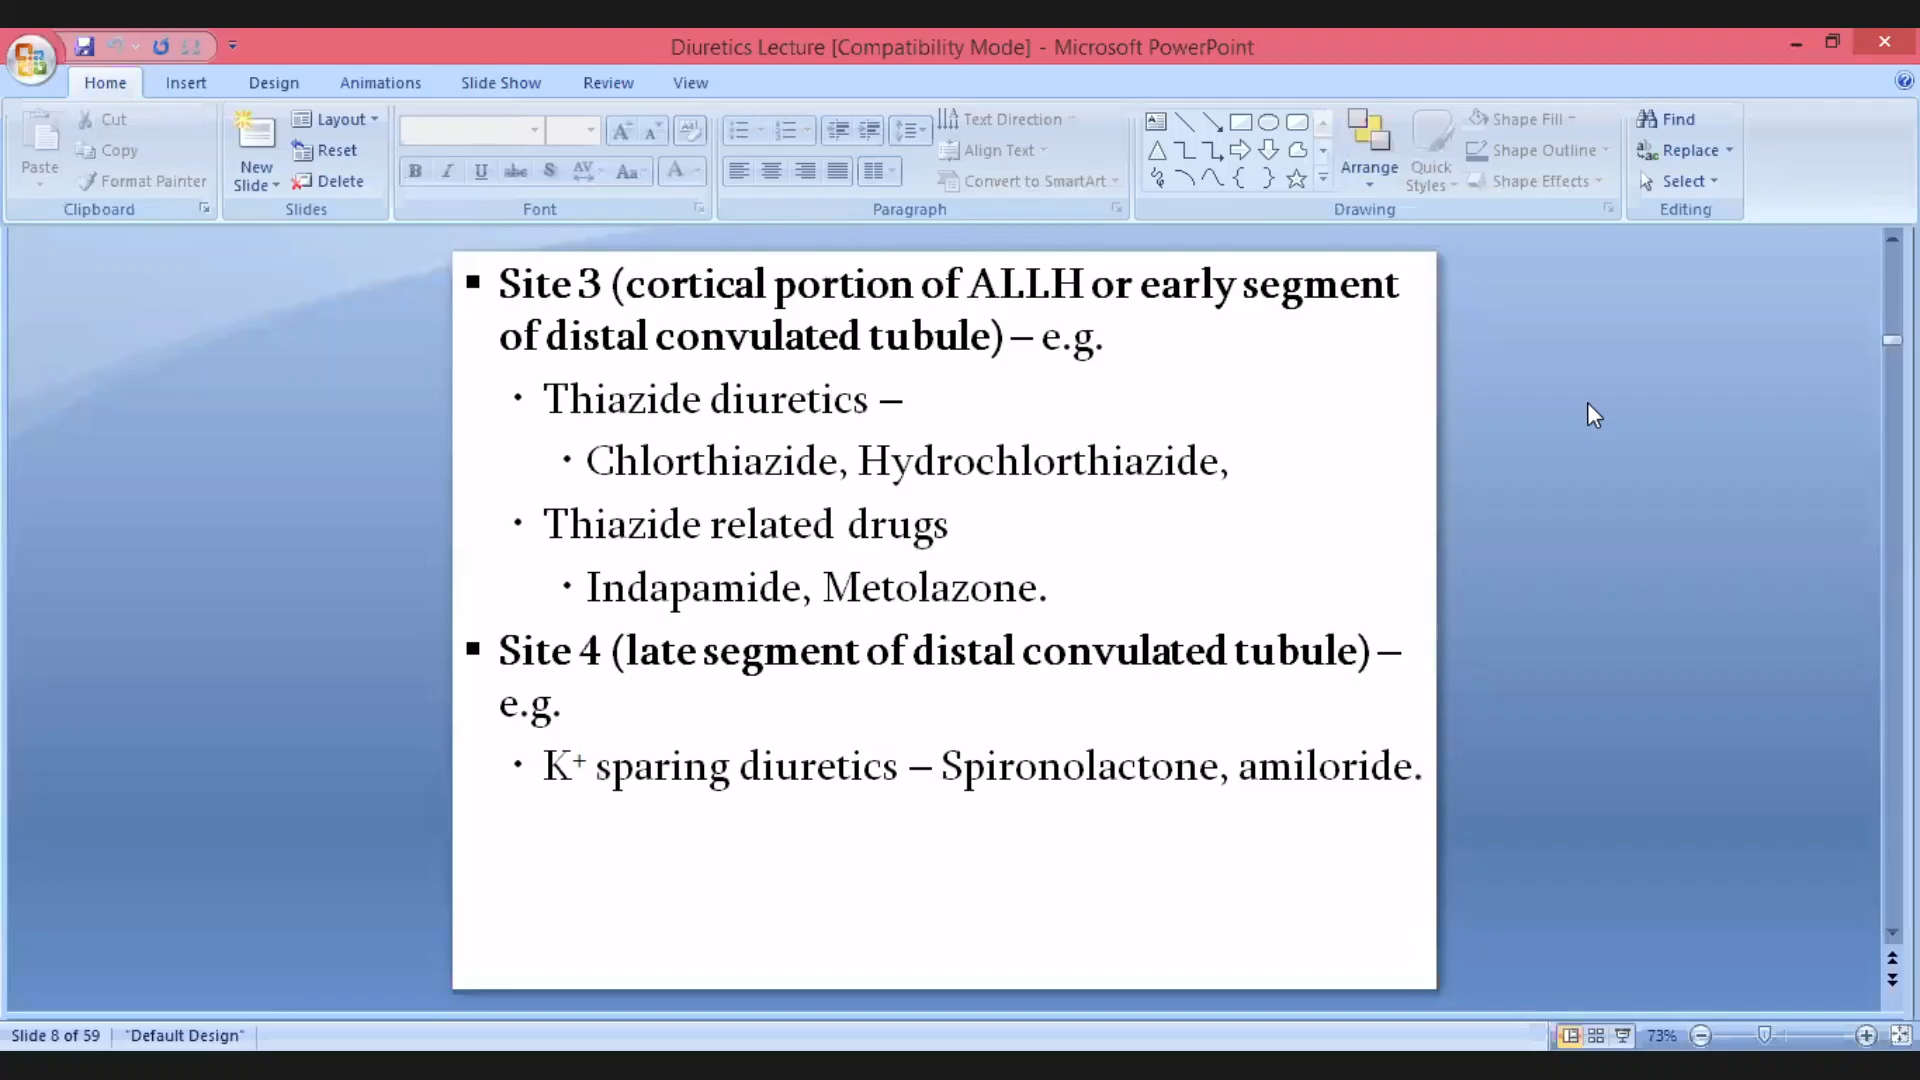 Diuretics Lecture [Compatibility Mode] - Microsoft PowerPoint
Home Insert Design Animations Slide Show Review View
Paste
Cut
Copy
Format Painter
Clipboard
New
Slide
Layout
Reset
Delete
Slides
B I U abc S AV Aa A
Font
Text Direction
Align Text
Convert to SmartArt
Paragraph
Arrange
Quick
Styles
Shape Fill
Shape Outline
Shape Effects
Drawing
Find
Replace
Select
Editing
▪ Site 3 (cortical portion of ALLH or early segment
of distal convulated tubule) – e.g.
• Thiazide diuretics –
• Chlorthiazide, Hydrochlorthiazide,
• Thiazide related drugs
• Indapamide, Metolazone.
▪ Site 4 (late segment of distal convulated tubule) –
e.g.
• K⁺ sparing diuretics – Spironolactone, amiloride.
Slide 8 of 59 "Default Design" 73%